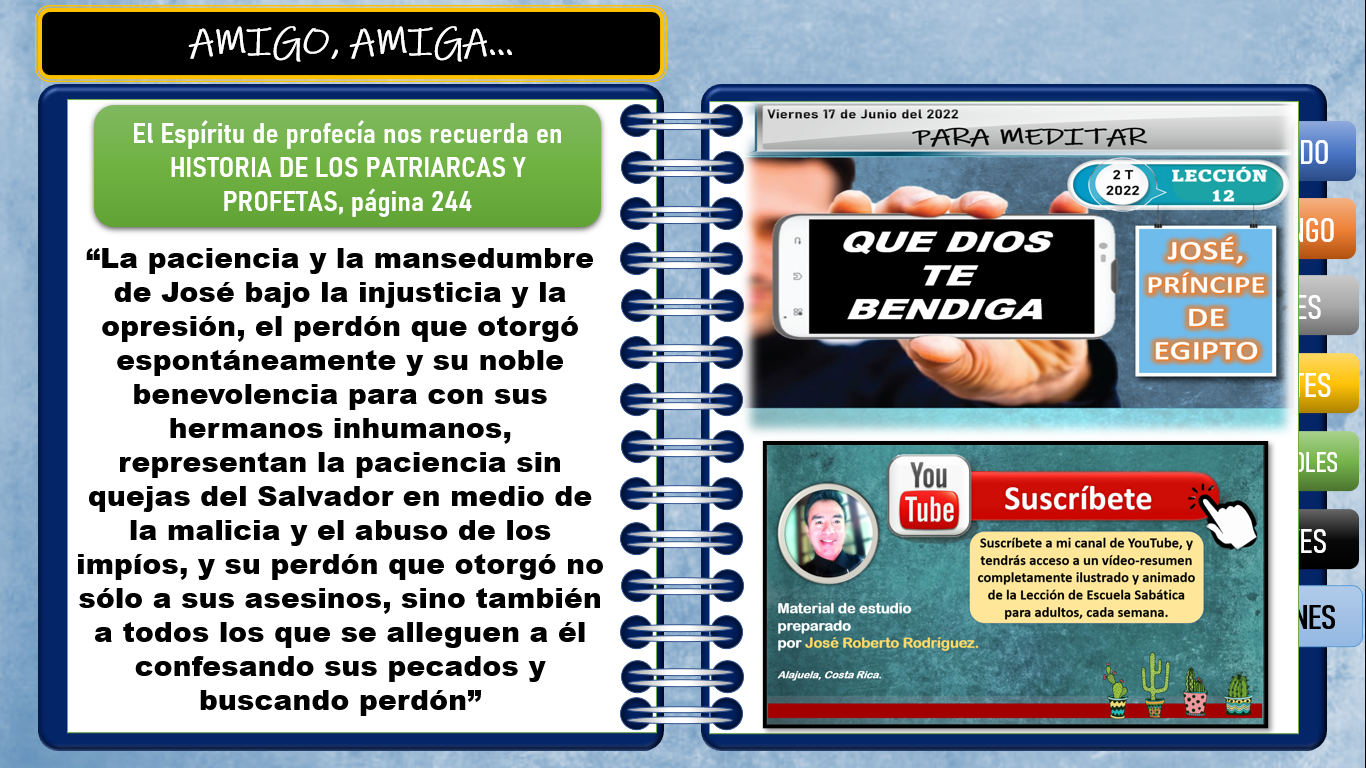 AMIGO, AMIGA...
El Espíritu de profecía nos recuerda en
HISTORIA DE LOS PATRIARCAS Y
PROFETAS, página 244
“La paciencia y la mansedumbre
de José bajo la injusticia y la
opresión, el perdón que otorgó
espontáneamente y su noble
benevolencia para con sus
hermanos inhumanos,
representan la paciencia sin
quejas del Salvador en medio de
la malicia y el abuso de los
impíos, y su perdón que otorgó no
sólo a sus asesinos, sino también
a todos los que se alleguen a él
confesando sus pecados y
buscando perdón”
Viernes 17 de Junio del 2022
PARA MEDITAR
2 T
2022
LECCIÓN
12
QUE DIOS
TE
BENDIGA
JOSÉ,
PRÍNCIPE
DE
EGIPTO
You
Tube
Suscríbete
Suscríbete a mi canal de YouTube, y
tendrás acceso a un vídeo-resumen
completamente ilustrado y animado
de la Lección de Escuela Sabática
para adultos, cada semana.
Material de estudio
preparado
por José Roberto Rodríguez.
Alajuela, Costa Rica.
DO
NGO
ES
TES
OLES
ES
NES